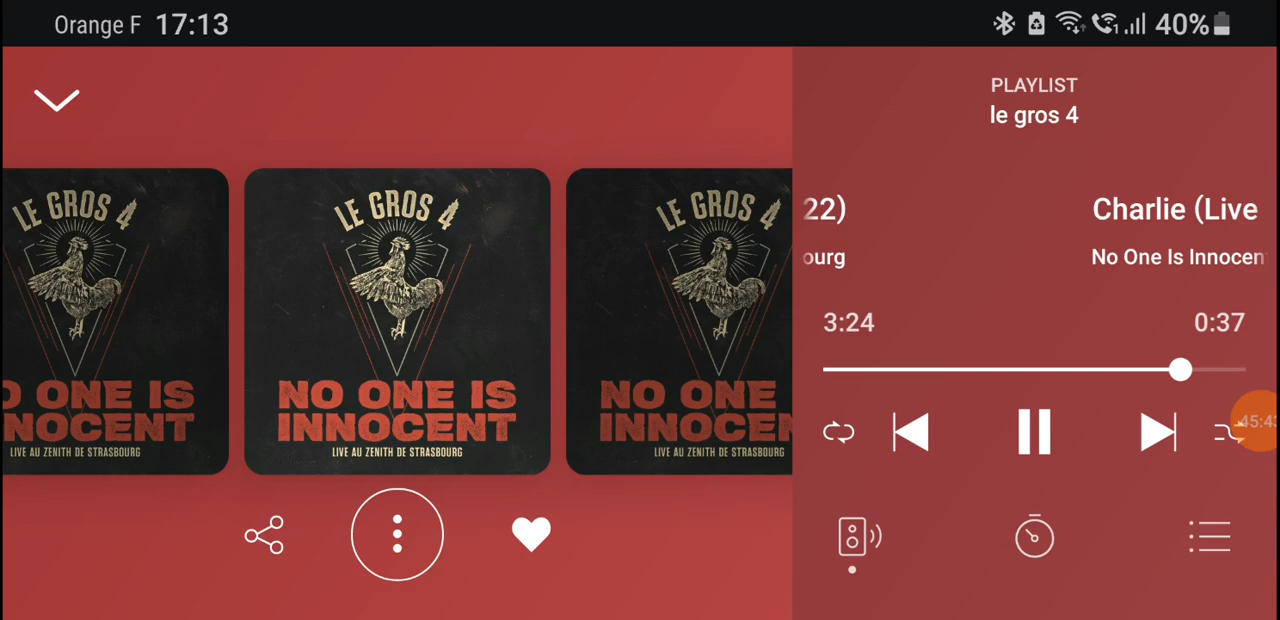 Orange F 17:13
40%
PLAYLIST
le gros 4
LE GROS 4
NO ONE IS
INNOCENT
LIVE AU ZENITH DE STRASBOURG
LE GROS 4
NO ONE IS
INNOCENT
LIVE AU ZENITH DE STRASBOURG
LE GROS 4
NO ONE
INNOCEN
LIVE AU ZENITH DE STRASBOURG
22) Charlie (Live
ourg No One Is Innocen
3:24 0:37
45:43